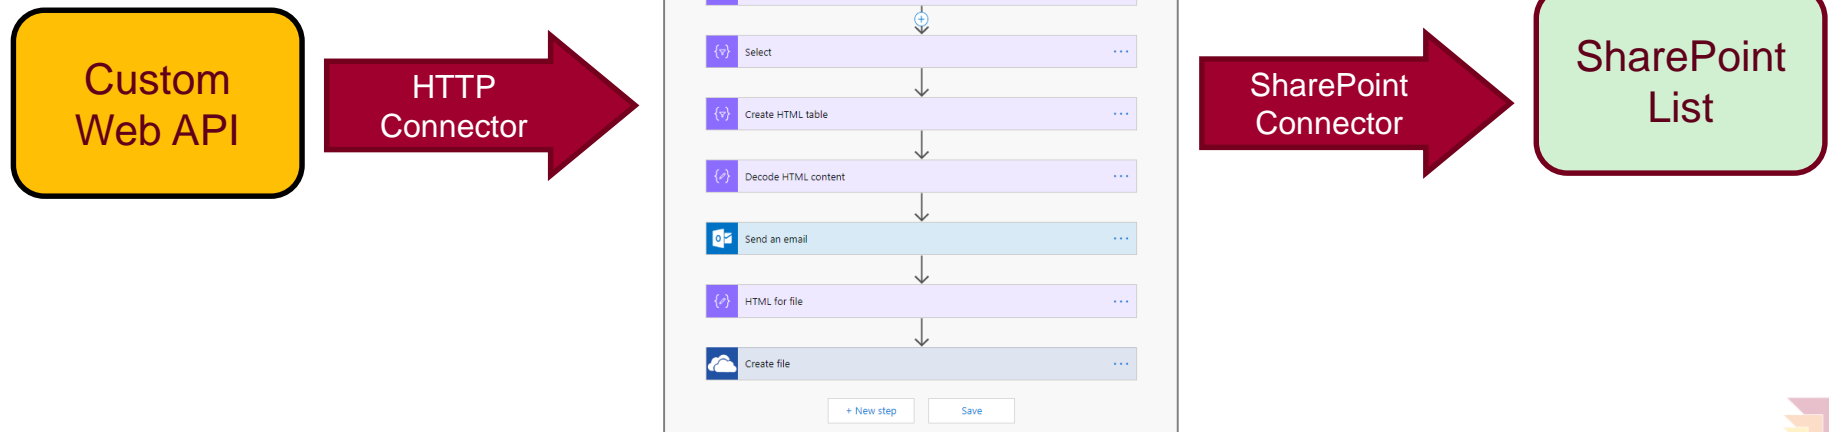 Custom
Web API
HTTP
Connector
Select
Create HTML table
Decode HTML content
Send an email
HTML for file
Create file
+ New step
Save
SharePoint
Connector
SharePoint
List